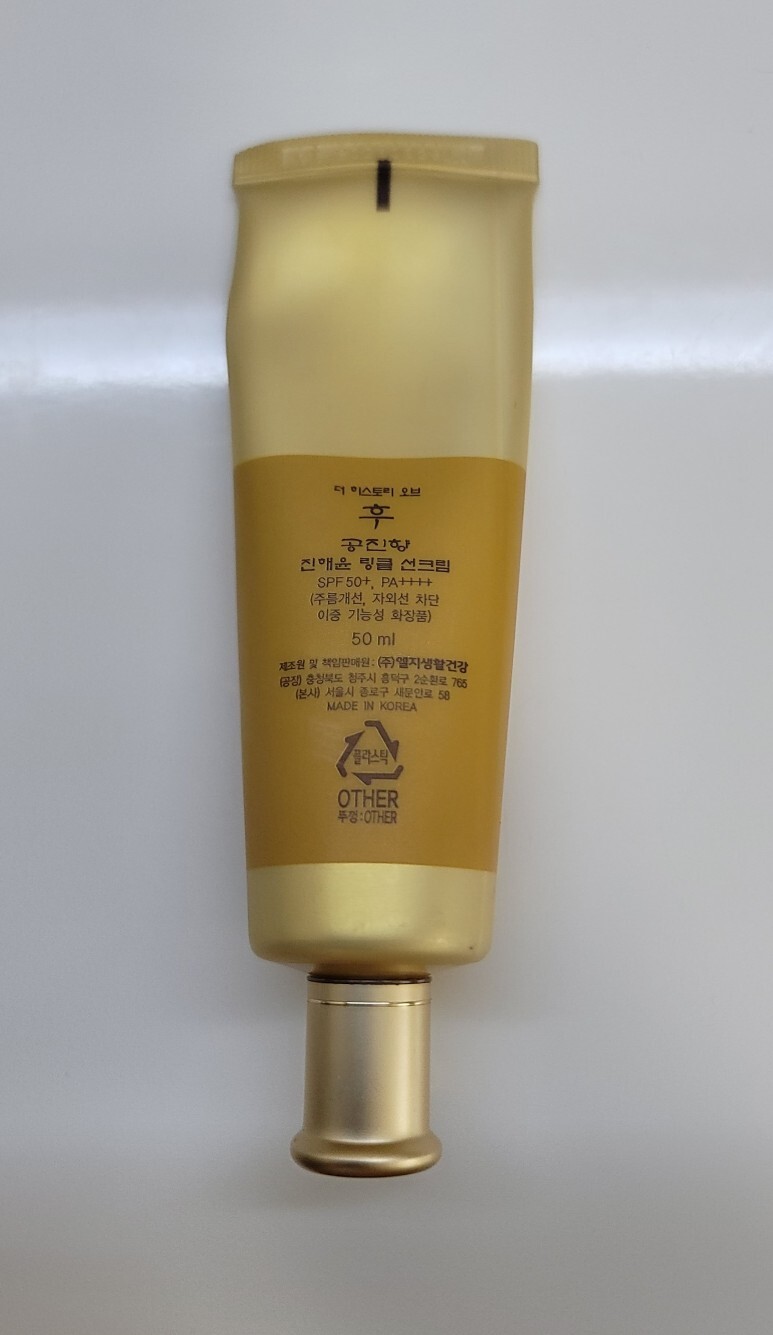 더 히스토리 오브
후
공진향
진해윤 링클 선크림
SPF 50+, PA++++
(주름개선, 자외선 차단
이중 기능성 화장품)
50 ml
제조원 및 책임판매원 : (주)엘지생활건강
(공장) 충청북도 청주시 흥덕구 2순환로 765
(본사) 서울시 종로구 새문안로 58
MADE IN KOREA
플라스틱
OTHER
뚜껑:OTHER